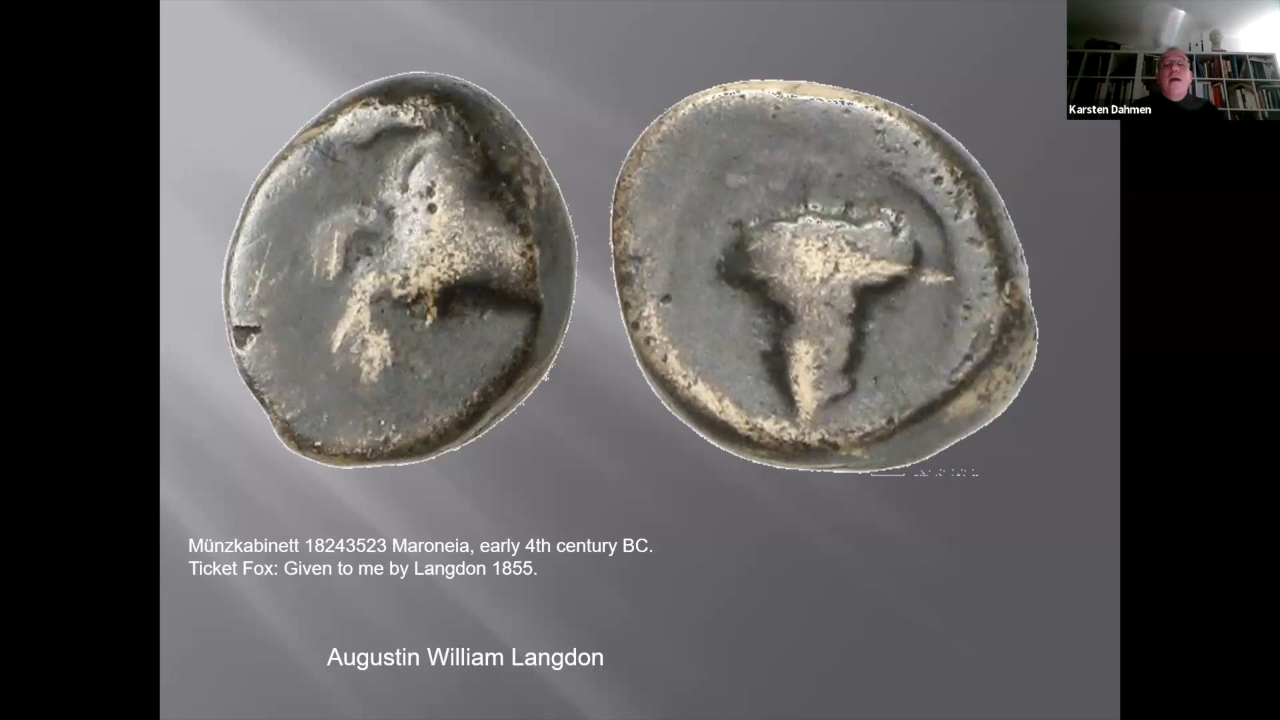 Karsten Dahmen
Münzkabinett 18243523 Maroneia, early 4th century BC.
Ticket Fox: Given to me by Langdon 1855.
Augustin William Langdon